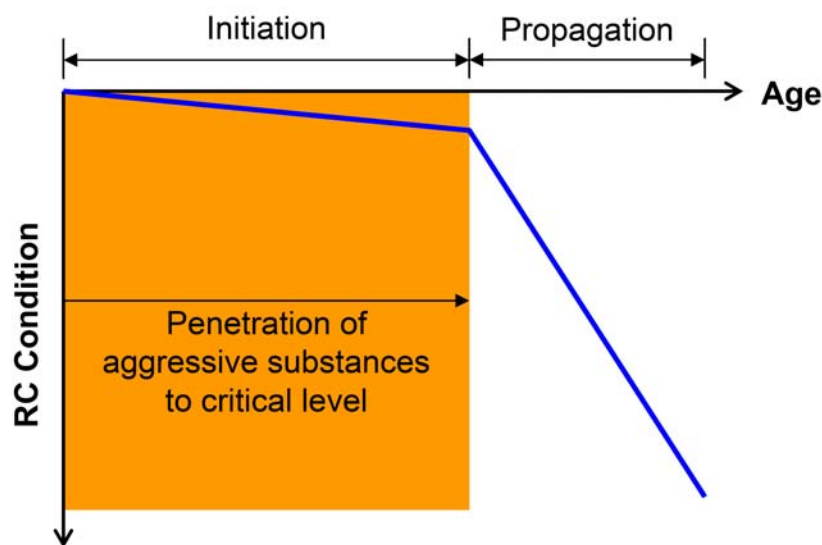 Initiation
Propagation
Age
RC Condition
Penetration of
aggressive substances
to critical level